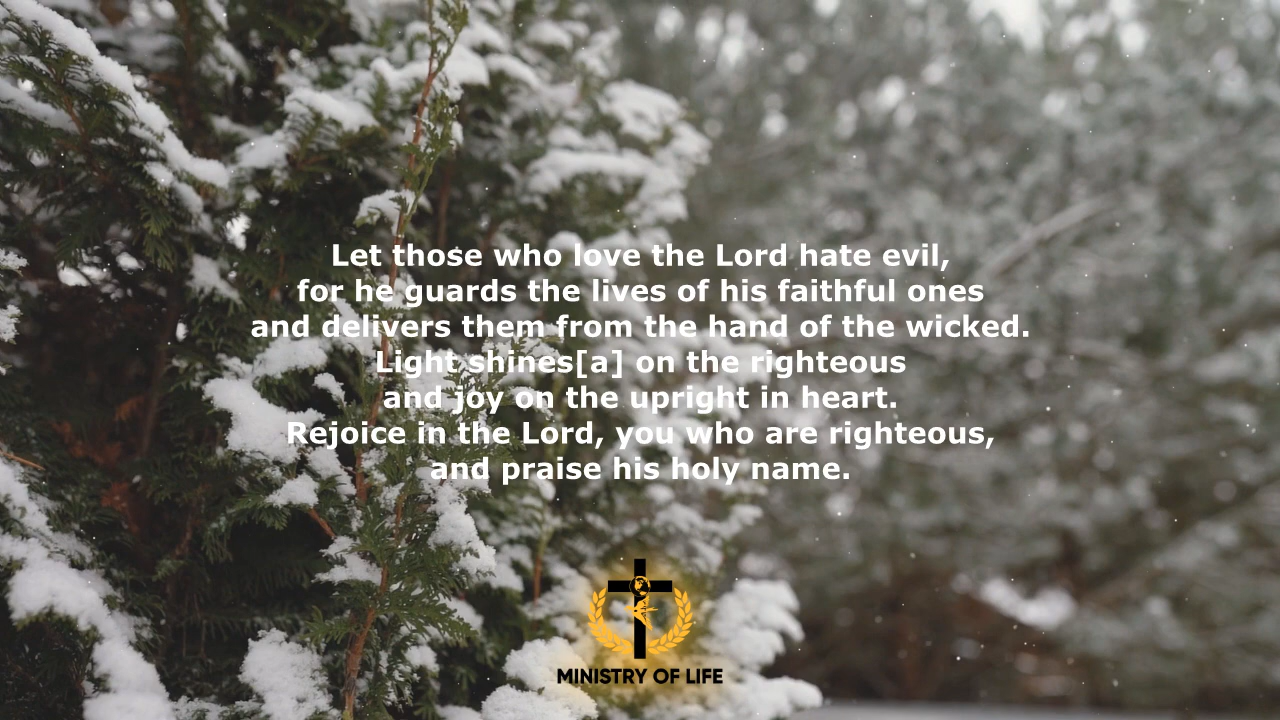 Let those who love the Lord hate evil,
for he guards the lives of his faithful ones
and delivers them from the hand of the wicked.
Light shines[a] on the righteous
and joy on the upright in heart.
Rejoice in the Lord, you who are righteous,
and praise his holy name.
MINISTRY OF LIFE